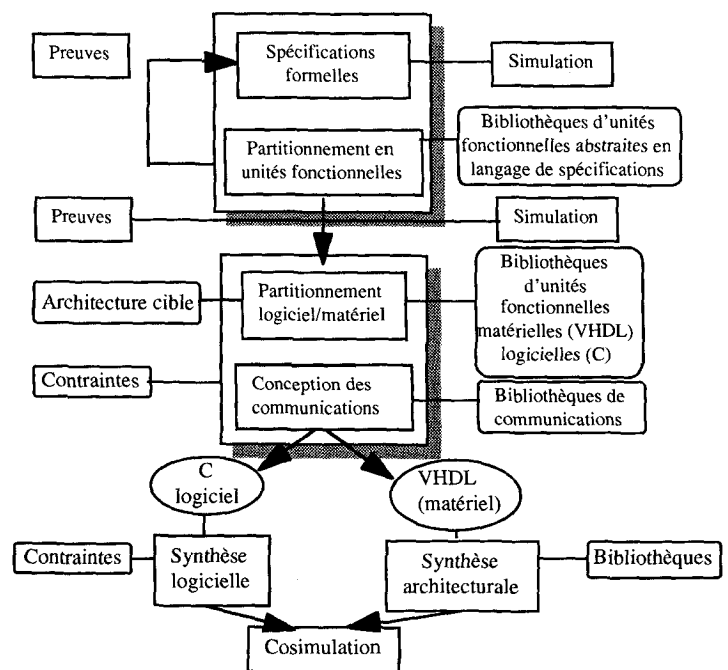 Preuves
Spécifications
formelles
Simulation
Partitionnement en
unités fonctionnelles
Bibliothèques d'unités
fonctionnelles abstraites en
langage de spécifications
Preuves
Simulation
Architecture cible
Partitionnement
logiciel/matériel
Bibliothèques
d'unités
fonctionnelles
matérielles (VHDL)
logicielles (C)
Contraintes
Conception des
communications
Bibliothèques de
communications
C
logiciel
VHDL
(matériel)
Contraintes
Synthèse
logicielle
Synthèse
architecturale
Bibliothèques
Cosimulation